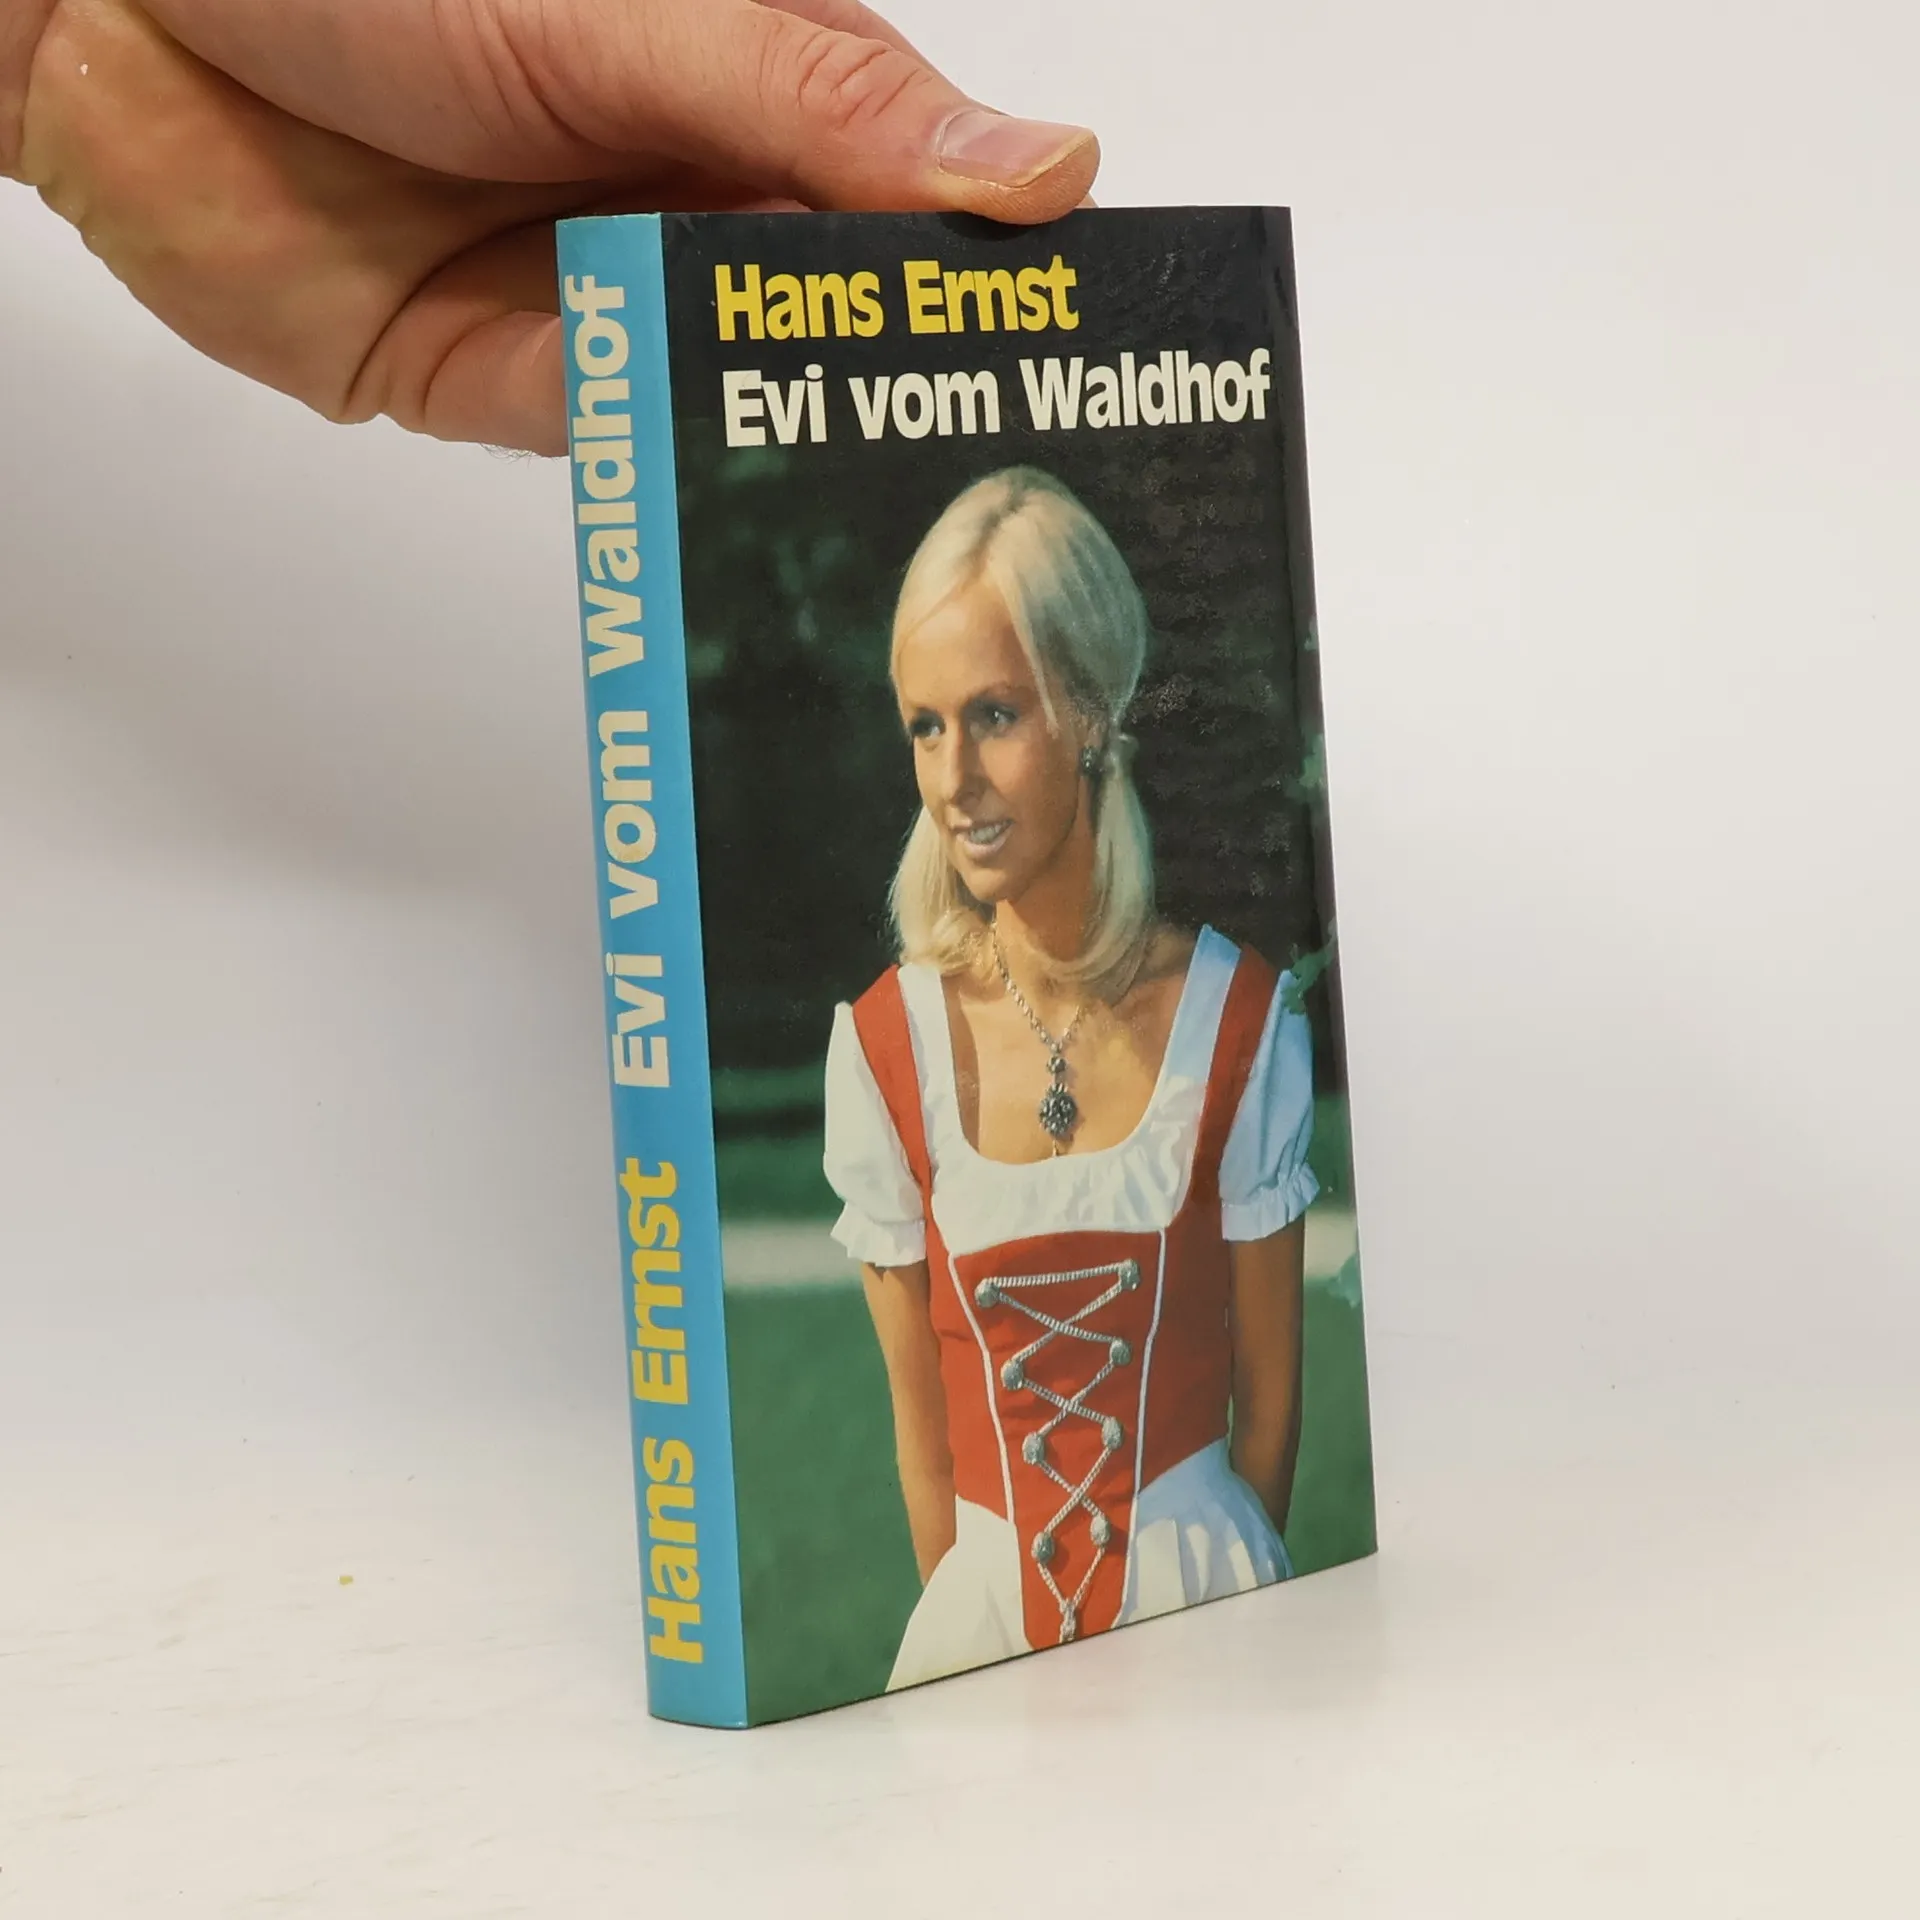 Hans Ernst
Evi vom Waldhof
Hans Ernst Evi vom Waldhof